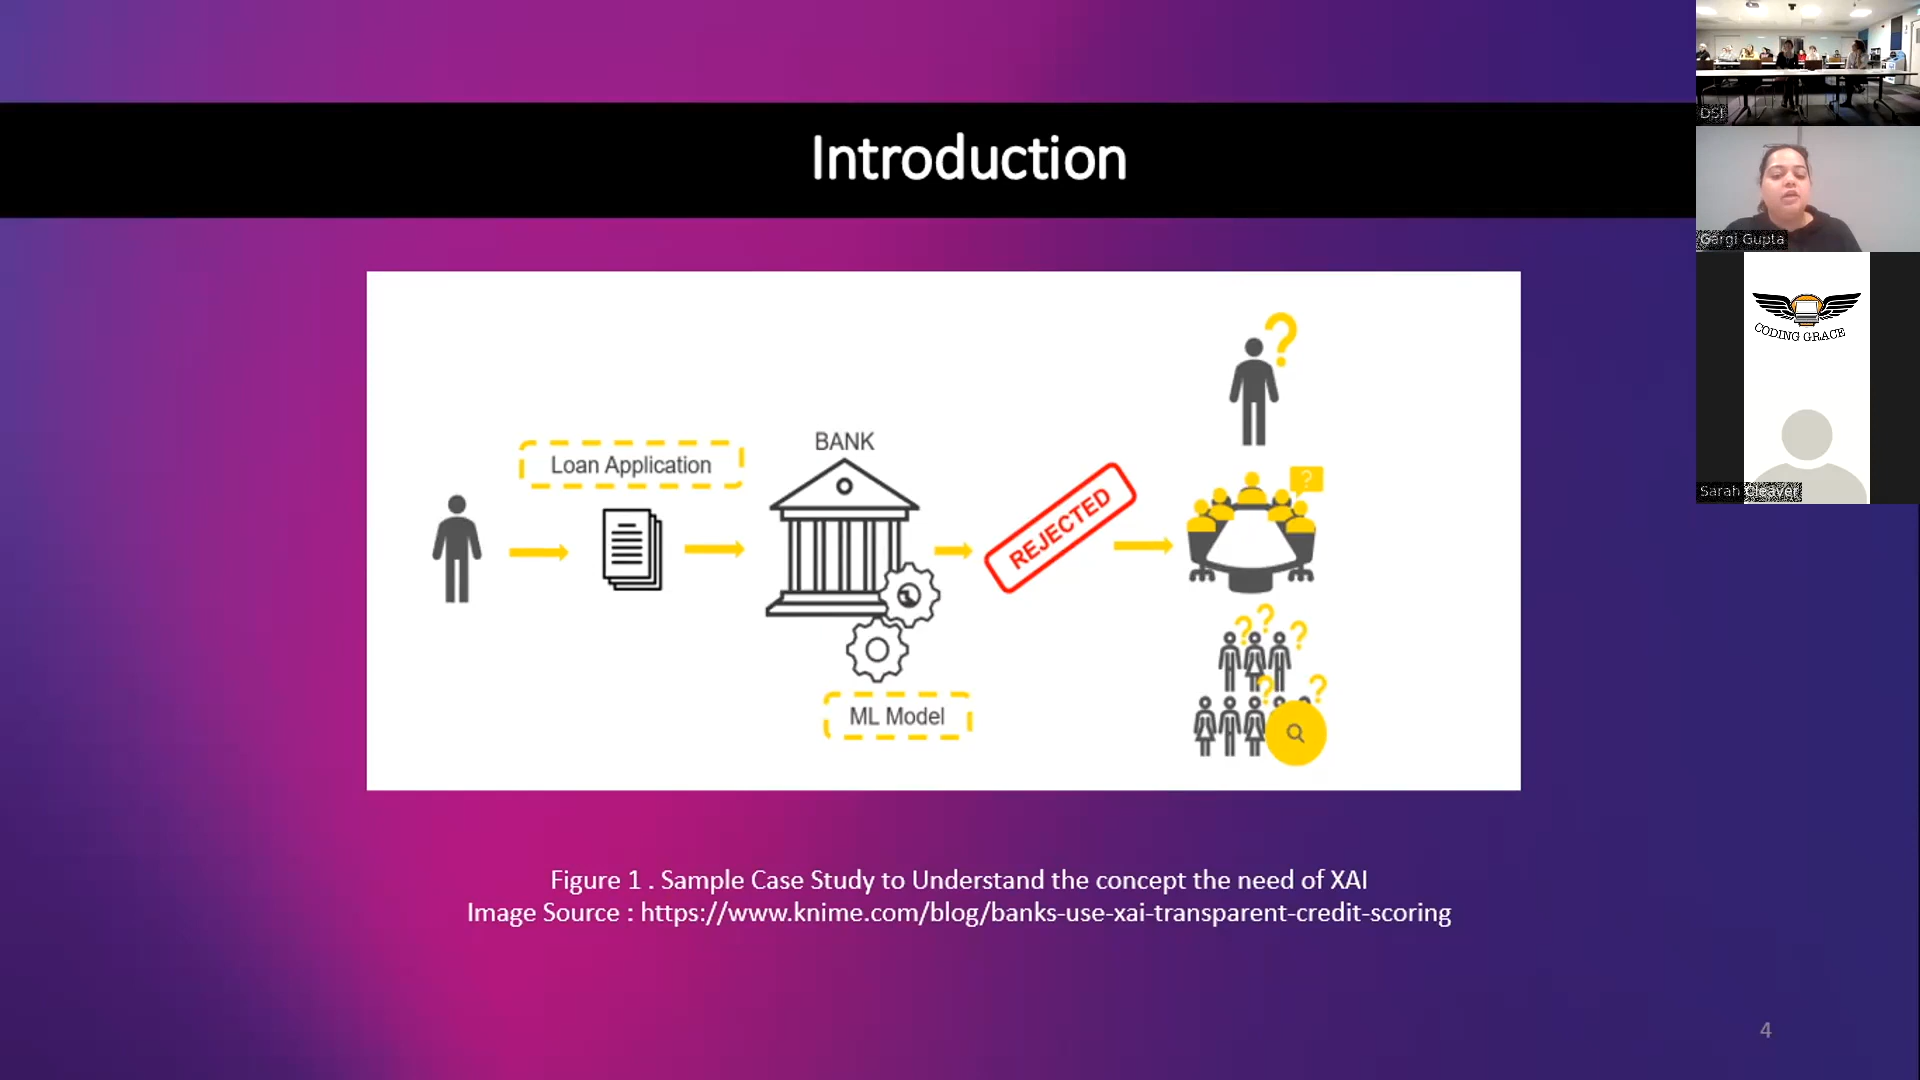 Introduction
Loan Application
BANK
REJECTED
ML Model
?
?
? ? ?
? ?
Figure 1 . Sample Case Study to Understand the concept the need of XAI
Image Source : https://www.knime.com/blog/banks-use-xai-transparent-credit-scoring
4
DSI
Gargi Gupta
CODING GRACE
Sarah Cleaver